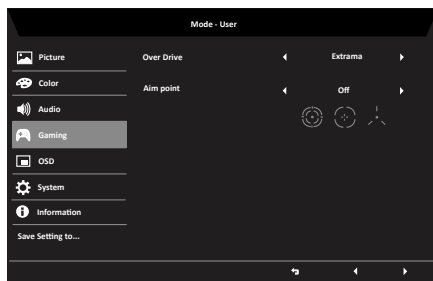 Mode - User
Picture
Over Drive Extrama
Color
Aim point Off
Audio
Gaming
OSD
System
Information
Save Setting to...